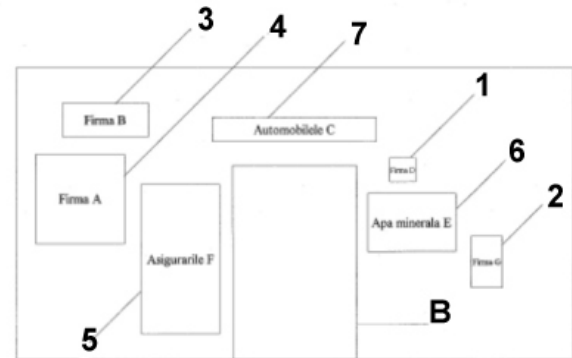 3
4
7
1
Firma B
Automobilele C
6
Firma D
2
Firma A
Apa minerala E
Asigurarile F
Firma G
5
B